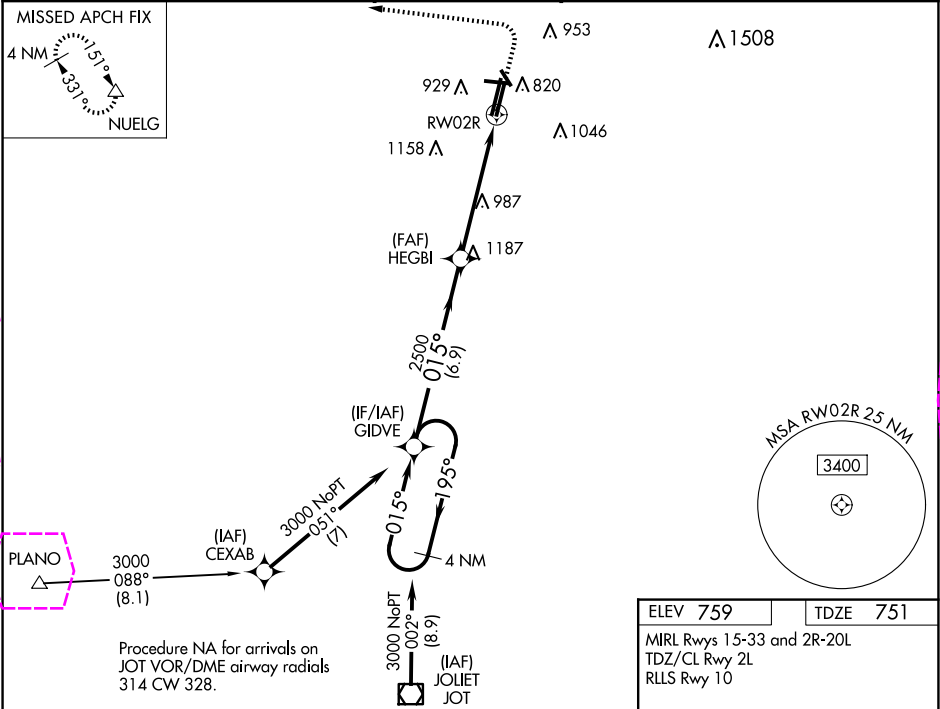 MISSED APCH FIX
4 NM
151°
331°
NUELG
953
1508
929
820
RW02R
1046
1158
987
(FAF)
HEGBI
1187
2500
015°
(6.9)
(IF/IAF)
GIDVE
MSA RW02R 25 NM
3400
3000 NoPT
051°
(7)
015°
195°
4 NM
(IAF)
CEXAB
PLANO
3000
088°
(8.1)
3000 NoPT
002°
(8.9)
(IAF)
JOLIET
JOT
Procedure NA for arrivals on
JOT VOR/DME airway radials
314 CW 328.
ELEV 759
TDZE 751
MIRL Rwys 15-33 and 2R-20L
TDZ/CL Rwy 2L
RLLS Rwy 10